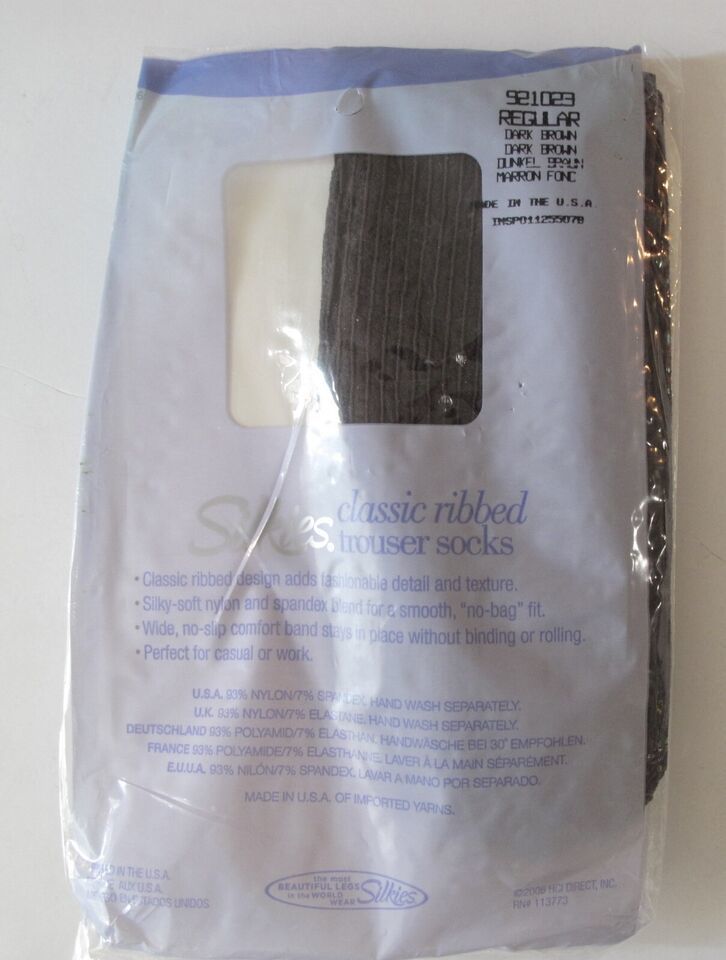 921023
REGULAR
DARK BROWN
DARK BROWN
DUNKEL BRAUN
MARRON FONC
DE IN THE U.S.A.
Silkies. classic ribbed
trouser socks
• Classic ribbed design adds fashionable detail and texture.
• Silky-soft nylon and spandex blend for a smooth, "no-bag" fit.
• Wide, no-slip comfort band stays in place without binding or rolling.
• Perfect for casual or work.
U.S.A. 93% NYLON/7% SPANDEX. HAND WASH SEPARATELY.
U.K. 93% NYLON/7% ELASTANE. HAND WASH SEPARATELY.
DEUTSCHLAND 93% POLYAMID/7% ELASTHAN. HANDWÄSCHE BEI 30° EMPFOHLEN.
FRANCE 93% POLYAMIDE/7% ELASTHANNE. LAVER À LA MAIN SÉPARÉMENT.
E.U.U.A. 93% NILÓN/7% SPANDEX. LAVAR A MANO POR SEPARADO.
MADE IN U.S.A. OF IMPORTED YARNS.
IN THE U.S.A.
AUX U.S.A.
EN ESTADOS UNIDOS
the most
BEAUTIFUL LEGS
in the WORLD
WEAR Silkies
©2006 HCI DIRECT, INC.
RN# 113773